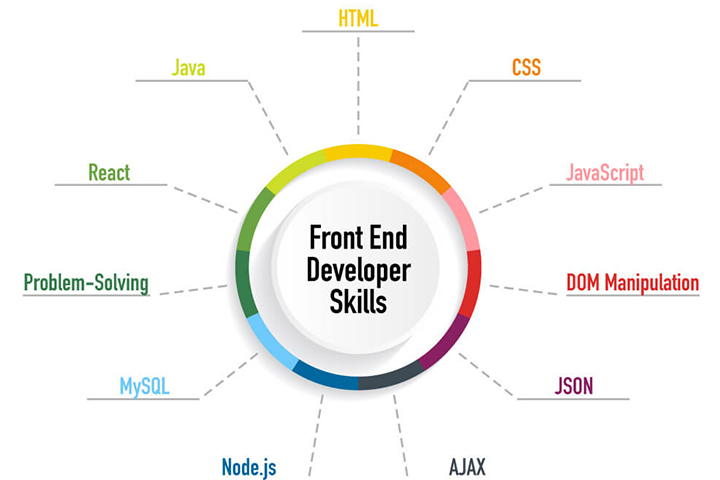 HTML
Java
CSS
React
JavaScript
Front End
Developer
Skills
Problem-Solving
DOM Manipulation
MySQL
JSON
Node.js
AJAX